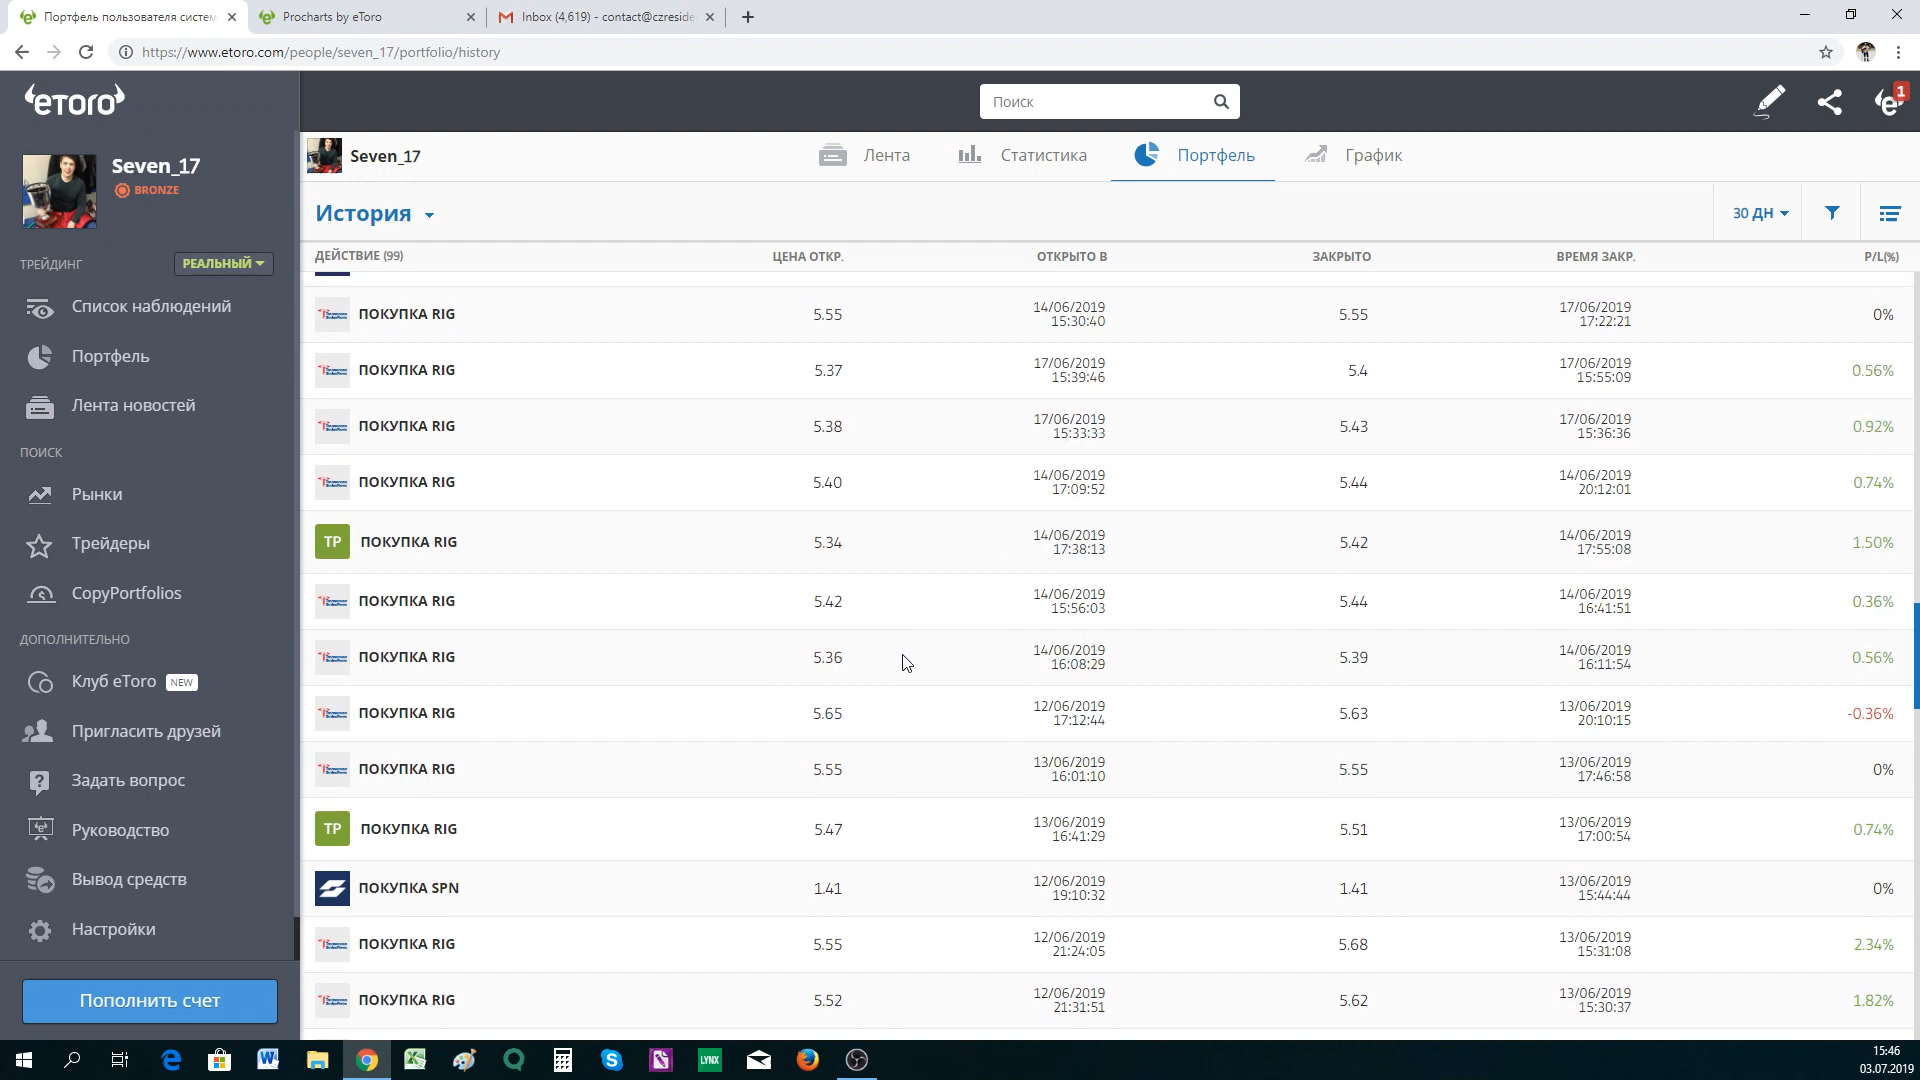 Портфель пользователя систем
Procharts by eToro
Inbox (4,619) - contact@czreside
https://www.etoro.com/people/seven_17/portfolio/history
eToro
Поиск
1
Seven_17
BRONZE
Seven_17
Лента
Статистика
Портфель
График
История
30 ДН
ТРЕЙДИНГ
РЕАЛЬНЫЙ
Список наблюдений
Портфель
Лента новостей
ПОИСК
Рынки
Трейдеры
CopyPortfolios
ДОПОЛНИТЕЛЬНО
Клуб eToro NEW
Пригласить друзей
Задать вопрос
Руководство
Вывод средств
Настройки
Пополнить счет
ДЕЙСТВИЕ (99) ЦЕНА ОТКР. ОТКРЫТО В ЗАКРЫТО ВРЕМЯ ЗАКР. P/L(%)
ПОКУПКА RIG 5.55 14/06/2019 15:30:40 5.55 17/06/2019 17:22:21 0%
ПОКУПКА RIG 5.37 17/06/2019 15:39:46 5.4 17/06/2019 15:55:09 0.56%
ПОКУПКА RIG 5.38 17/06/2019 15:33:33 5.43 17/06/2019 15:36:36 0.92%
ПОКУПКА RIG 5.40 14/06/2019 17:09:52 5.44 14/06/2019 20:12:01 0.74%
TP ПОКУПКА RIG 5.34 14/06/2019 17:38:13 5.42 14/06/2019 17:55:08 1.50%
ПОКУПКА RIG 5.42 14/06/2019 15:56:03 5.44 14/06/2019 16:41:51 0.36%
ПОКУПКА RIG 5.36 14/06/2019 16:08:29 5.39 14/06/2019 16:11:54 0.56%
ПОКУПКА RIG 5.65 12/06/2019 17:12:44 5.63 13/06/2019 20:10:15 -0.36%
ПОКУПКА RIG 5.55 13/06/2019 16:01:10 5.55 13/06/2019 17:46:58 0%
TP ПОКУПКА RIG 5.47 13/06/2019 16:41:29 5.51 13/06/2019 17:00:54 0.74%
ПОКУПКА SPN 1.41 12/06/2019 19:10:32 1.41 13/06/2019 15:44:44 0%
ПОКУПКА RIG 5.55 12/06/2019 21:24:05 5.68 13/06/2019 15:31:08 2.34%
ПОКУПКА RIG 5.52 12/06/2019 21:31:51 5.62 13/06/2019 15:30:37 1.82%
LYNX
15:46
03.07.2019